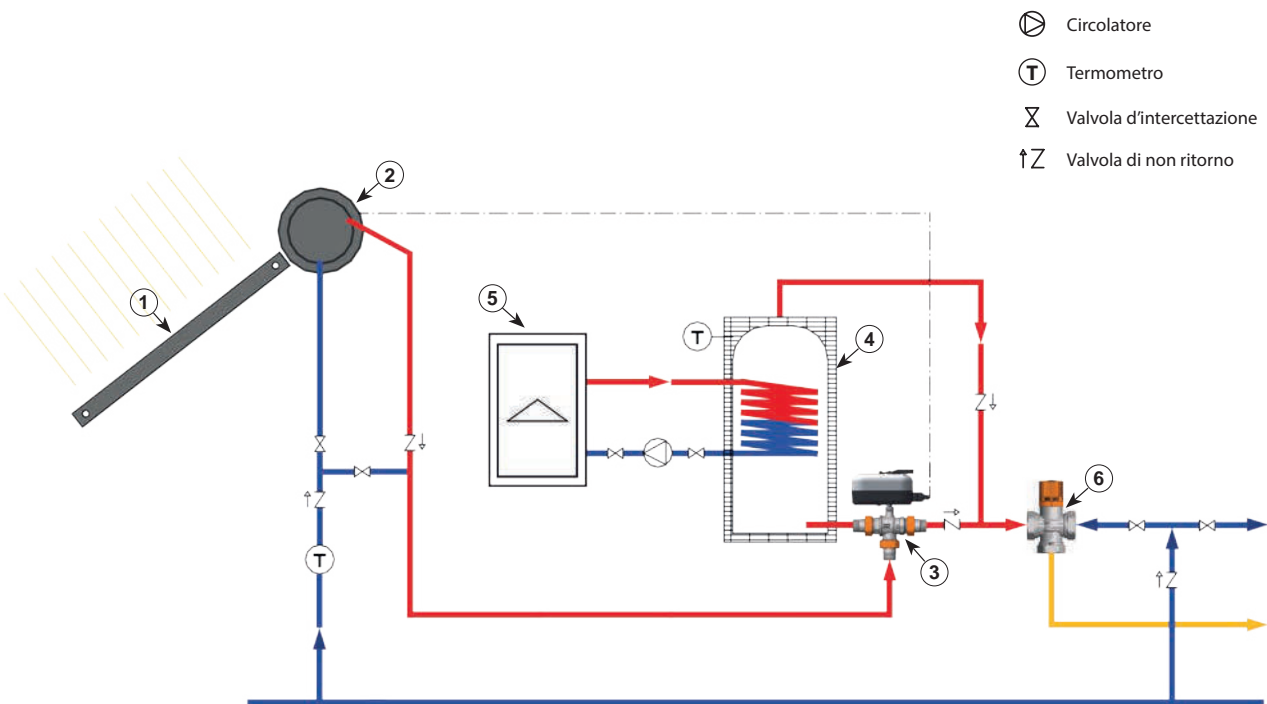 Circolatore
T Termometro
Valvola d'intercettazione
Valvola di non ritorno
2
1
5
T
4
6
3
T